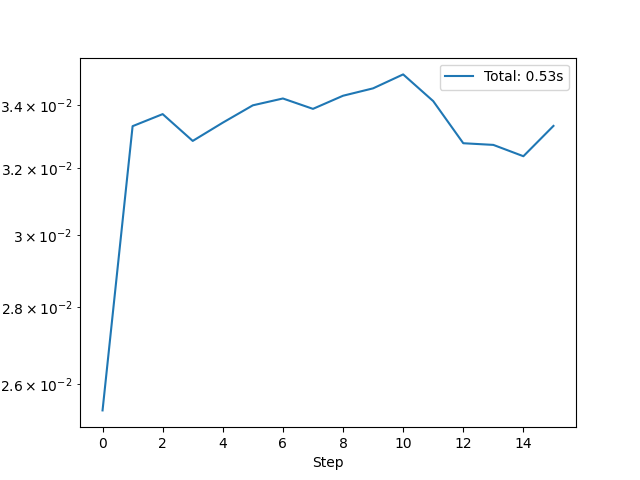 Total: 0.53s
3.4 × 10⁻²
3.2 × 10⁻²
3 × 10⁻²
2.8 × 10⁻²
2.6 × 10⁻²
0 2 4 6 8 10 12 14
Step